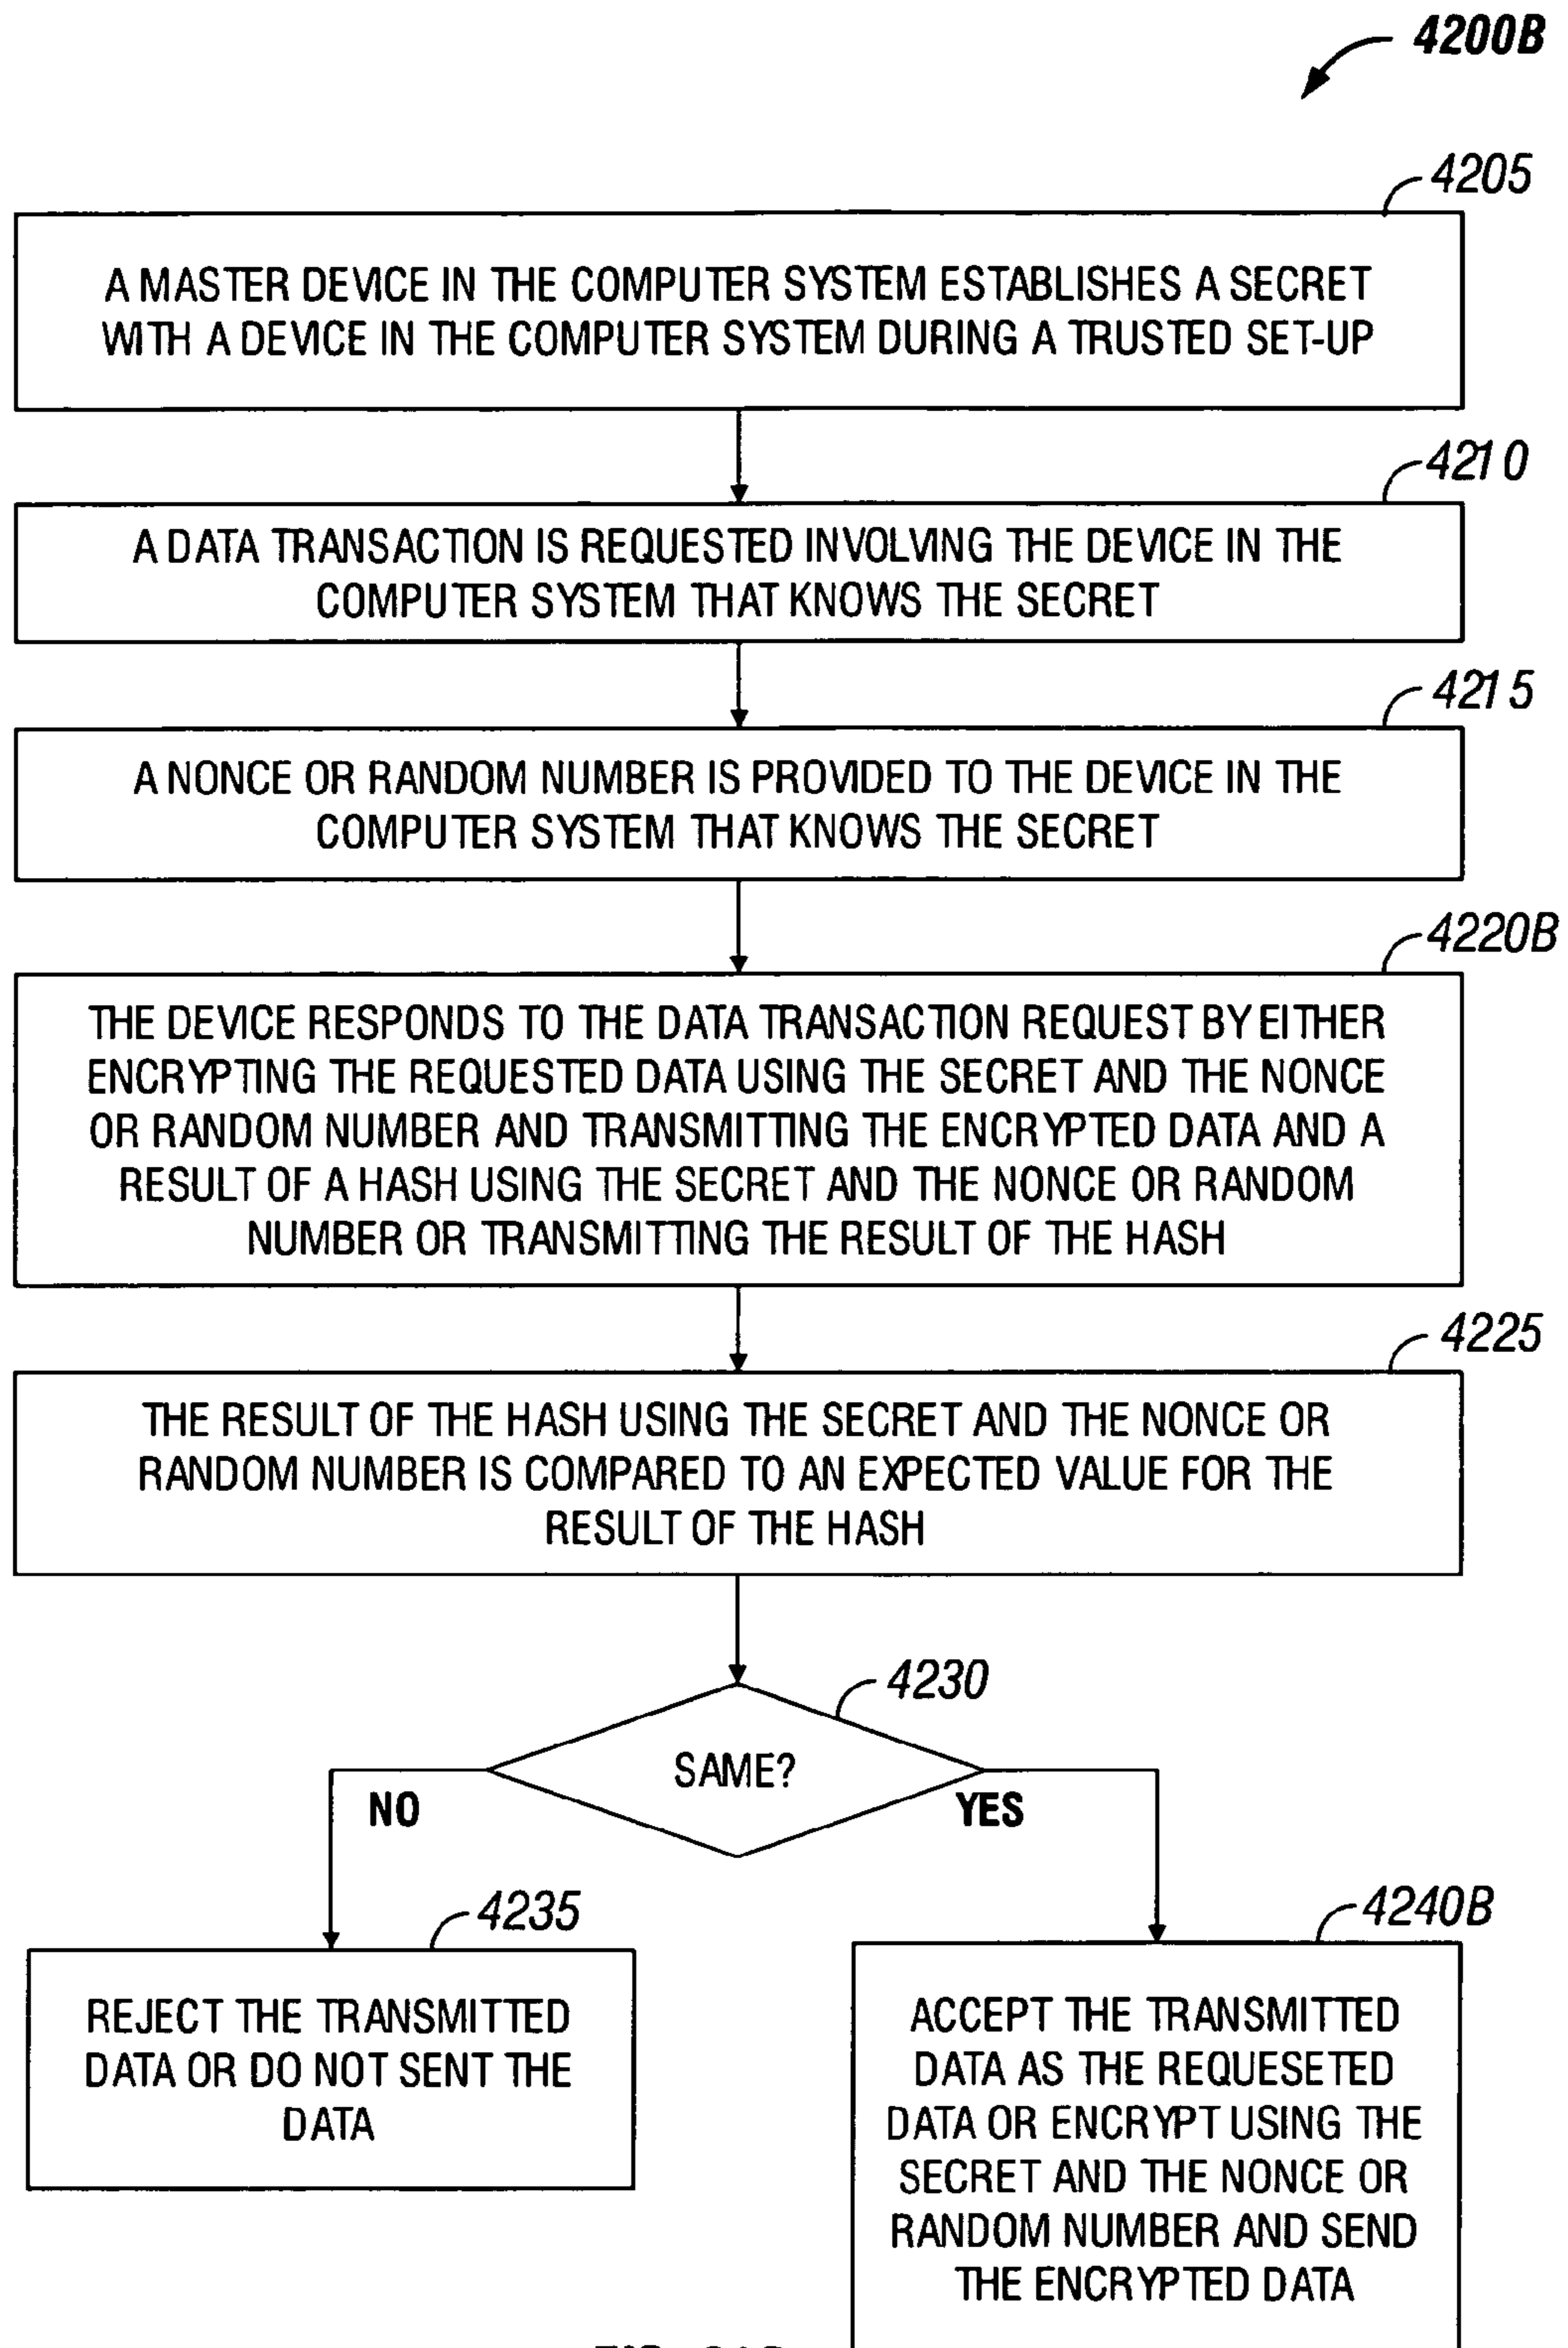 4200B
4205
A MASTER DEVICE IN THE COMPUTER SYSTEM ESTABLISHES A SECRET
WITH A DEVICE IN THE COMPUTER SYSTEM DURING A TRUSTED SET-UP
4210
A DATA TRANSACTION IS REQUESTED INVOLVING THE DEVICE IN THE
COMPUTER SYSTEM THAT KNOWS THE SECRET
4215
A NONCE OR RANDOM NUMBER IS PROVIDED TO THE DEVICE IN THE
COMPUTER SYSTEM THAT KNOWS THE SECRET
4220B
THE DEVICE RESPONDS TO THE DATA TRANSACTION REQUEST BY EITHER
ENCRYPTING THE REQUESTED DATA USING THE SECRET AND THE NONCE
OR RANDOM NUMBER AND TRANSMITTING THE ENCRYPTED DATA AND A
RESULT OF A HASH USING THE SECRET AND THE NONCE OR RANDOM
NUMBER OR TRANSMITTING THE RESULT OF THE HASH
4225
THE RESULT OF THE HASH USING THE SECRET AND THE NONCE OR
RANDOM NUMBER IS COMPARED TO AN EXPECTED VALUE FOR THE
RESULT OF THE HASH
4230
SAME?
NO
YES
4235
REJECT THE TRANSMITTED
DATA OR DO NOT SENT THE
DATA
4240B
ACCEPT THE TRANSMITTED
DATA AS THE REQUESETED
DATA OR ENCRYPT USING THE
SECRET AND THE NONCE OR
RANDOM NUMBER AND SEND
THE ENCRYPTED DATA